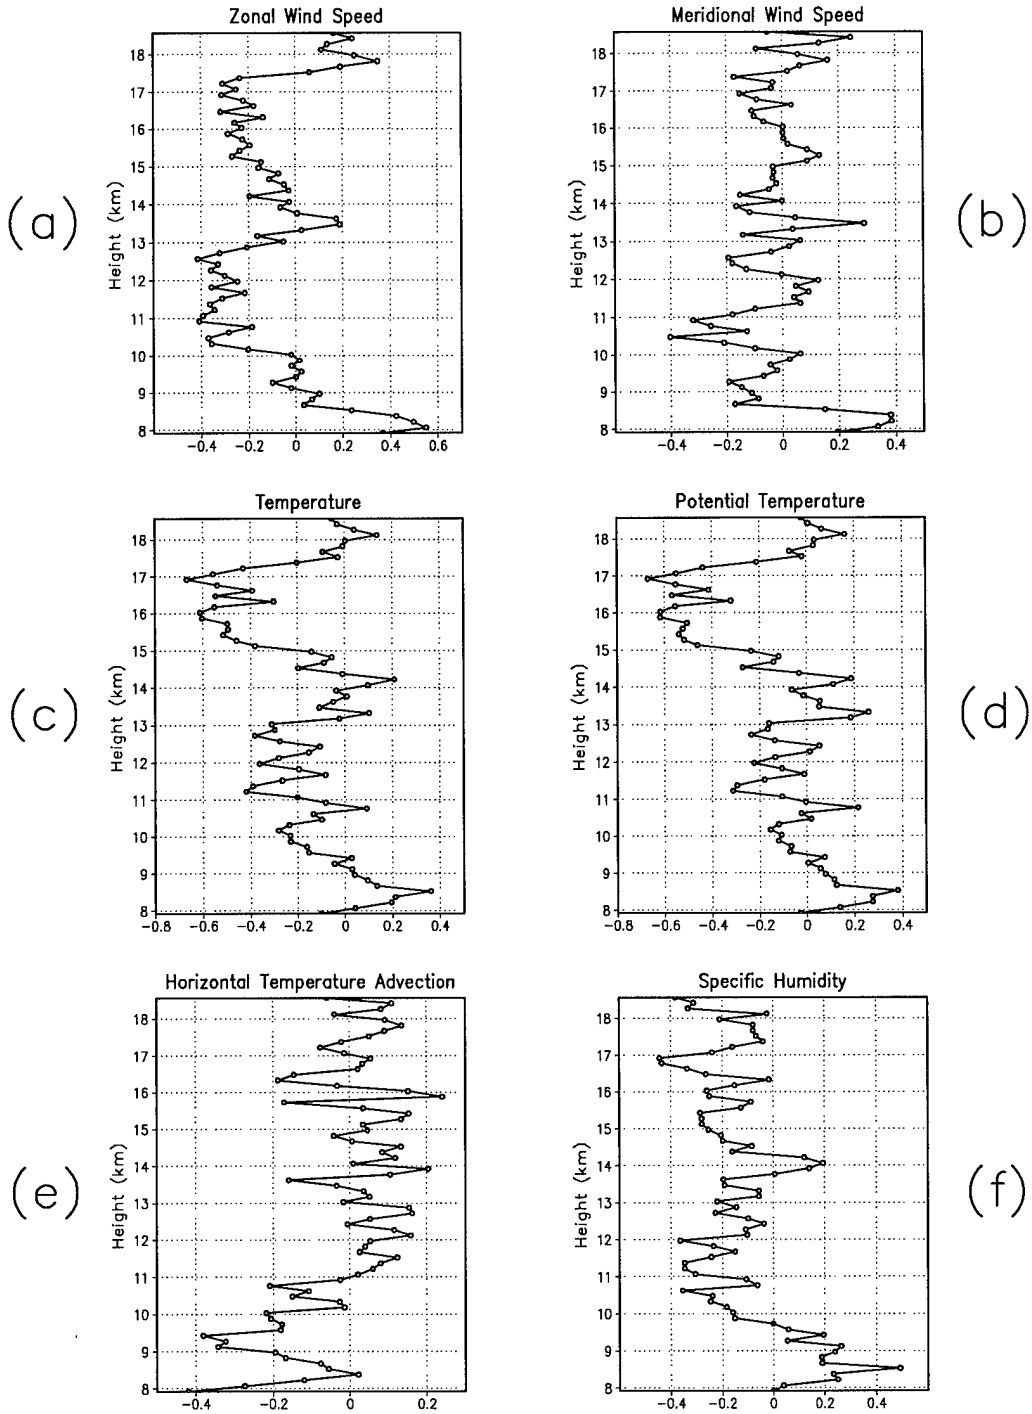 Zonal Wind Speed
Meridional Wind Speed
(a)
Height (km)
18
17
16
15
14
13
12
11
10
9
8
−0.4 −0.2 0 0.2 0.4 0.6
(b)
Height (km)
18
17
16
15
14
13
12
11
10
9
8
−0.4 −0.2 0 0.2 0.4
Temperature
Potential Temperature
(c)
Height (km)
18
17
16
15
14
13
12
11
10
9
8
−0.8 −0.6 −0.4 −0.2 0 0.2 0.4
(d)
Height (km)
18
17
16
15
14
13
12
11
10
9
8
−0.8 −0.6 −0.4 −0.2 0 0.2 0.4
Horizontal Temperature Advection
Specific Humidity
(e)
Height (km)
18
17
16
15
14
13
12
11
10
9
8
−0.4 −0.2 0 0.2
(f)
Height (km)
18
17
16
15
14
13
12
11
10
9
8
−0.4 −0.2 0 0.2 0.4